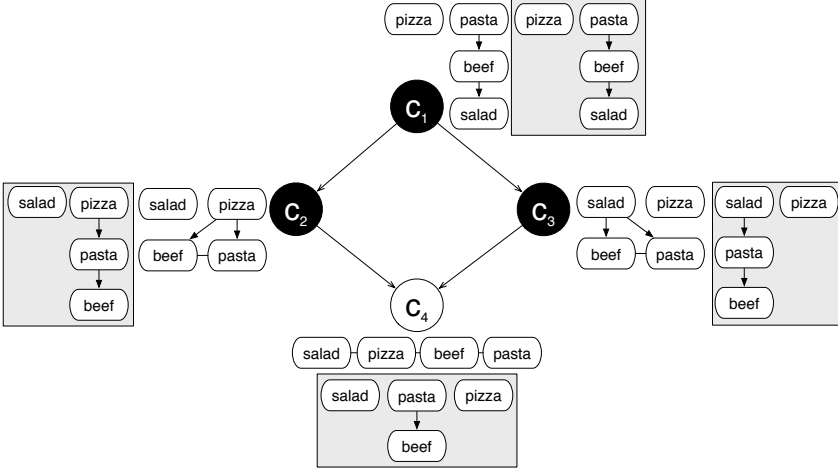 pizza pasta pizza pasta
beef beef
salad salad
C1
salad pizza salad pizza
C2
C3
salad pizza salad pizza
pasta beef pasta
beef pasta pasta
beef
beef
C4
salad pizza beef pasta
salad pasta pizza
beef